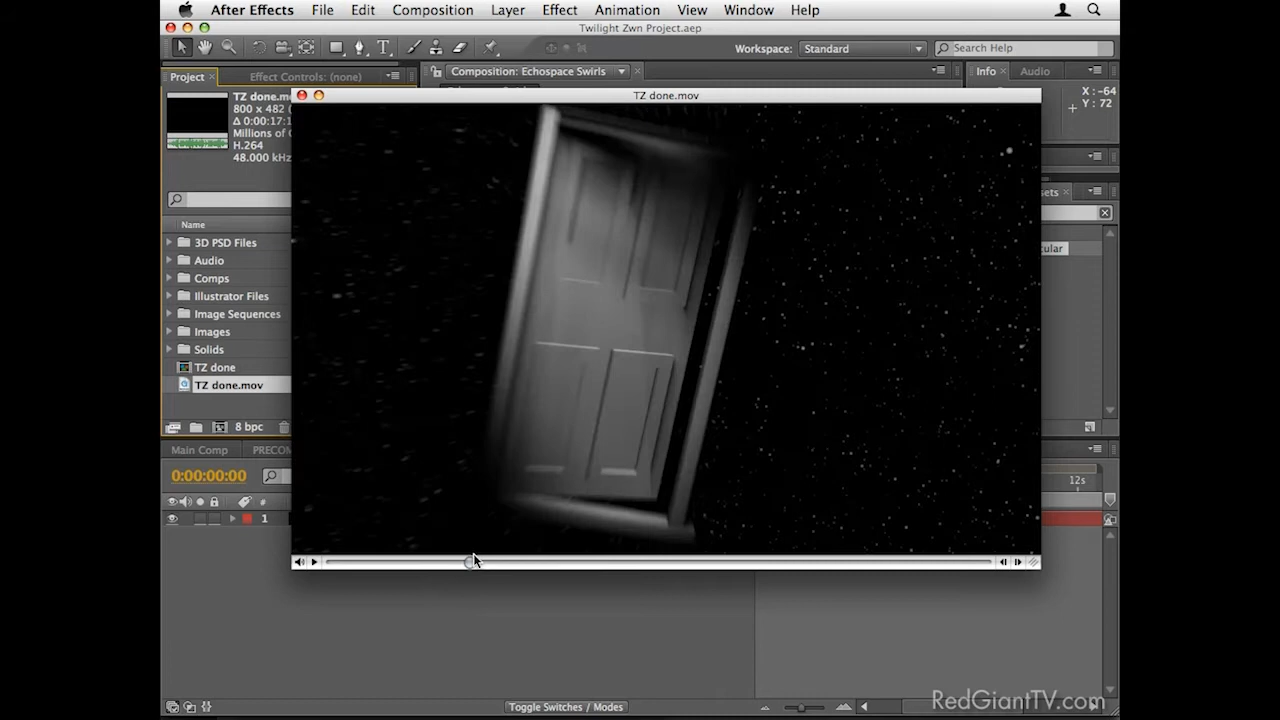 After Effects File Edit Composition Layer Effect Animation View Window Help
Twilight Zwn Project.aep
Workspace: Standard Search Help
Project Effect Controls: (none) Composition: Echospace Swirls Info Audio
TZ done.mov
X : -64
Y : 72
TZ done.m
800 x 482
Δ 0:00:17:1
Millions of
H.264
48.000 kHz
Name
3D PSD Files
Audio
Comps
Illustrator Files
Image Sequences
Images
Solids
TZ done
TZ done.mov
8 bpc
Main Comp PRECOM
0:00:00:00
12s
#
1
Toggle Switches / Modes
RedGiantTV.com